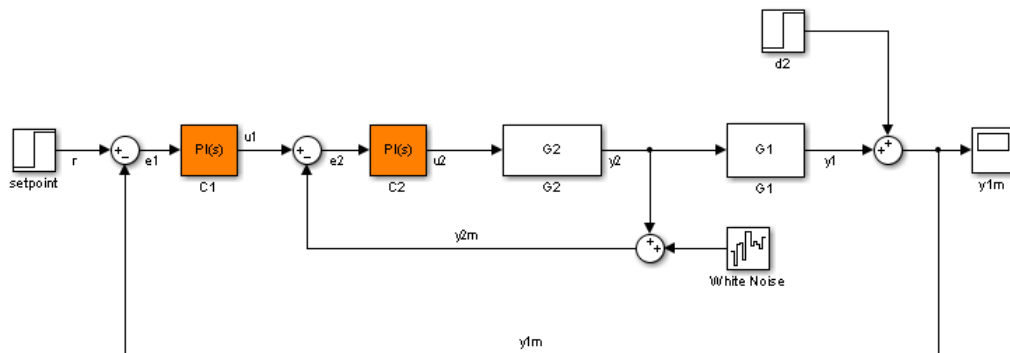 d2
r
setpoint
+
−
e1
PI(s)
C1
u1
+
−
e2
PI(s)
C2
u2
G2
G2
y2
G1
G1
y1
+
+
y1m
y2m
+
+
White Noise
y1m